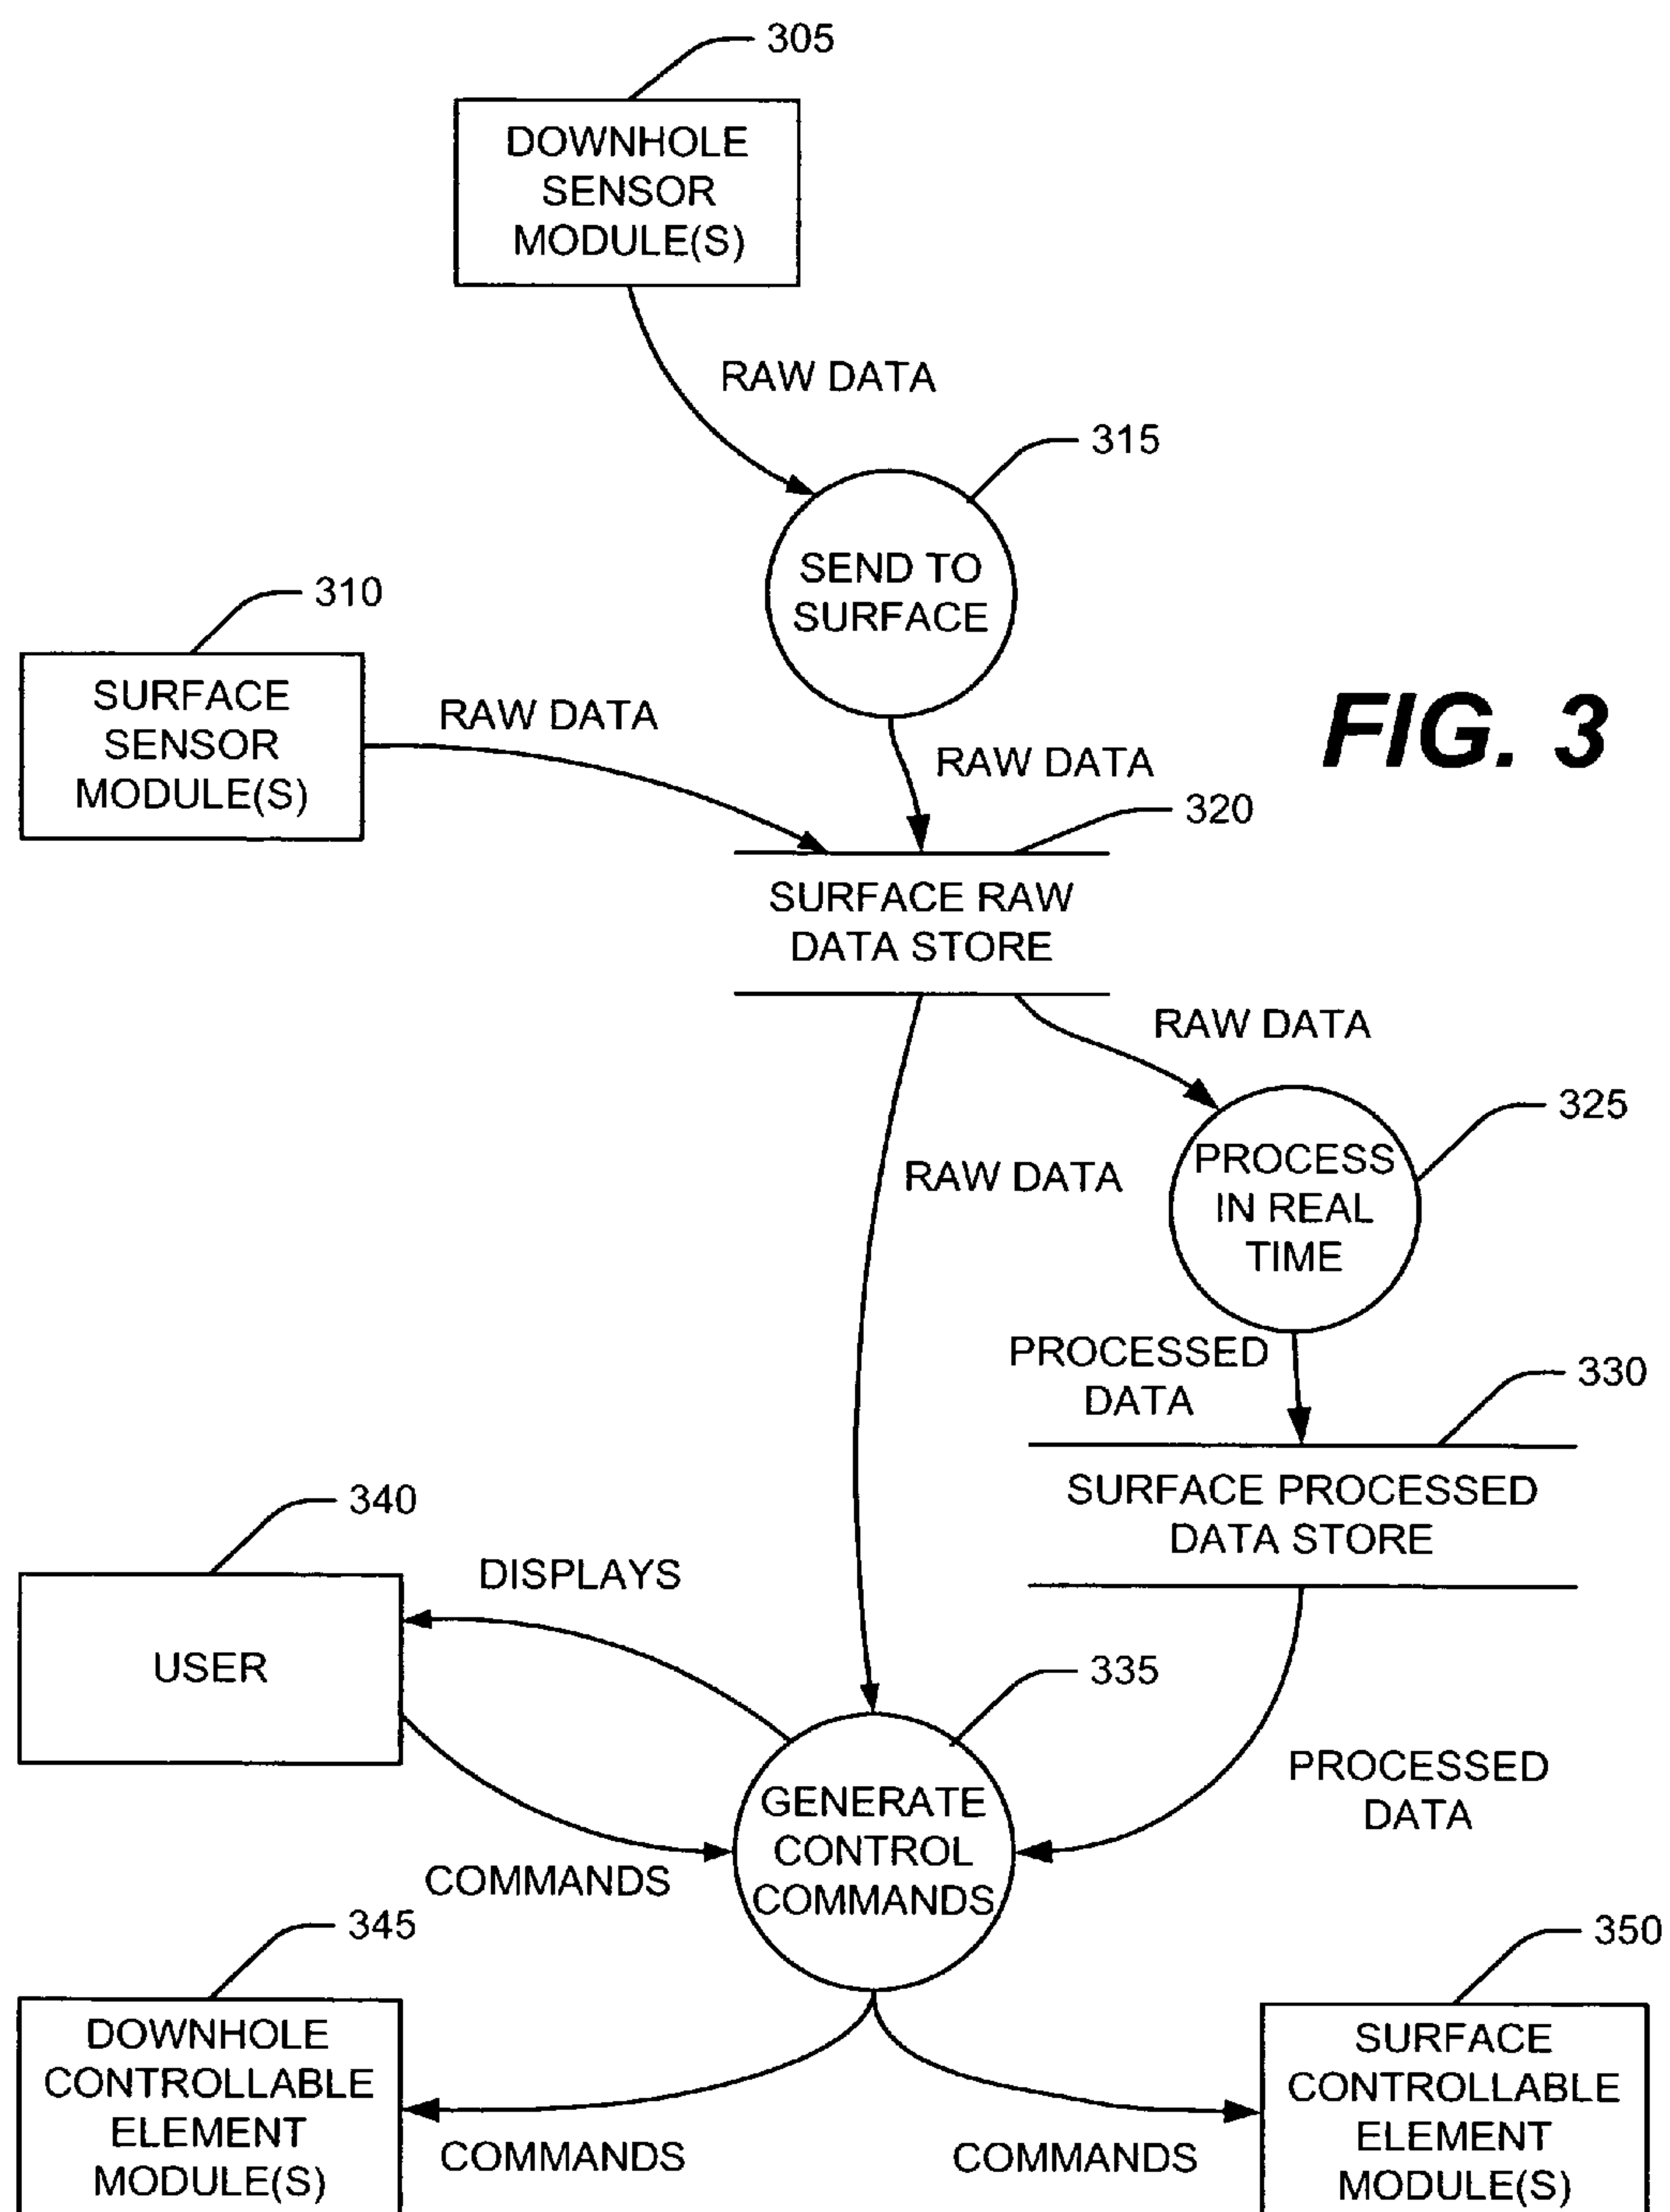 305
DOWNHOLE
SENSOR
MODULE(S)
RAW DATA
315
SEND TO
SURFACE
310
SURFACE
SENSOR
MODULE(S)
RAW DATA
FIG. 3
RAW DATA
320
SURFACE RAW
DATA STORE
RAW DATA
325
RAW DATA
PROCESS
IN REAL
TIME
PROCESSED
DATA
330
SURFACE PROCESSED
DATA STORE
340
DISPLAYS
USER
335
PROCESSED
DATA
GENERATE
CONTROL
COMMANDS
COMMANDS
345
350
DOWNHOLE
CONTROLLABLE
ELEMENT
MODULE(S)
COMMANDS
COMMANDS
SURFACE
CONTROLLABLE
ELEMENT
MODULE(S)